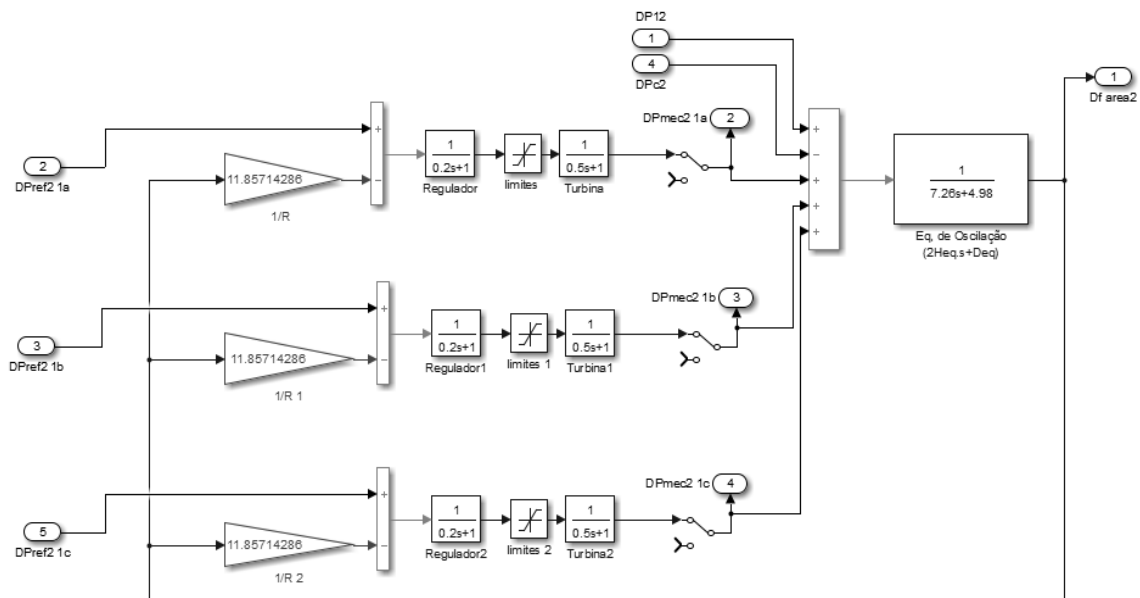 DP12
1
4
DPc2
1
Df area2
DPmec2 1a
2
+
−
+
+
+
2
DPref2 1a
11.85714286
1/R
+
−
1
0.2s+1
Regulador
limites
1
0.5s+1
Turbina
1
7.26s+4.98
Eq, de Oscilação
(2Heq.s+Deq)
DPmec2 1b
3
3
DPref2 1b
11.85714286
1/R 1
+
−
1
0.2s+1
Regulador1
limites 1
1
0.5s+1
Turbina1
DPmec2 1c
4
5
DPref2 1c
11.85714286
1/R 2
+
−
1
0.2s+1
Regulador2
limites 2
1
0.5s+1
Turbina2